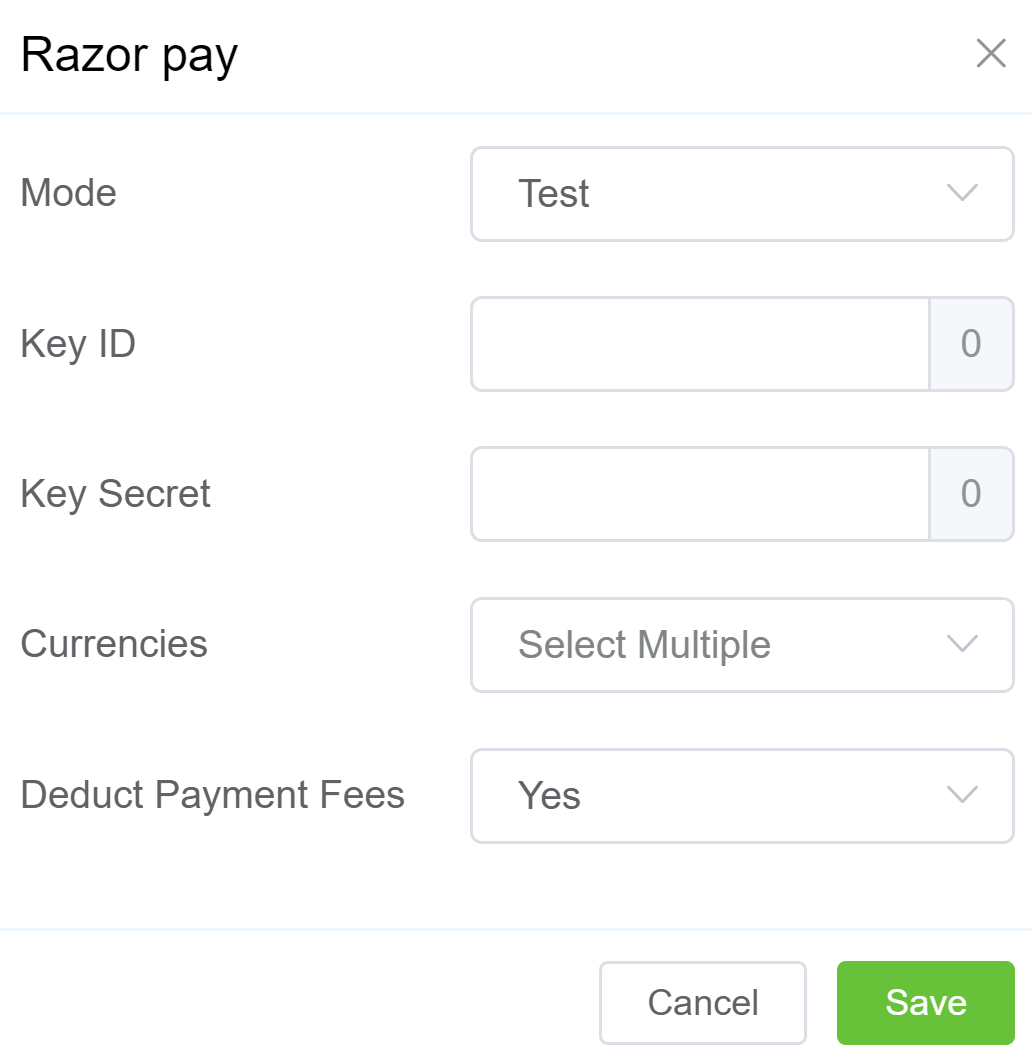 Razor pay
Mode
Test
Key ID
0
Key Secret
0
Currencies
Select Multiple
Deduct Payment Fees
Yes
Cancel
Save